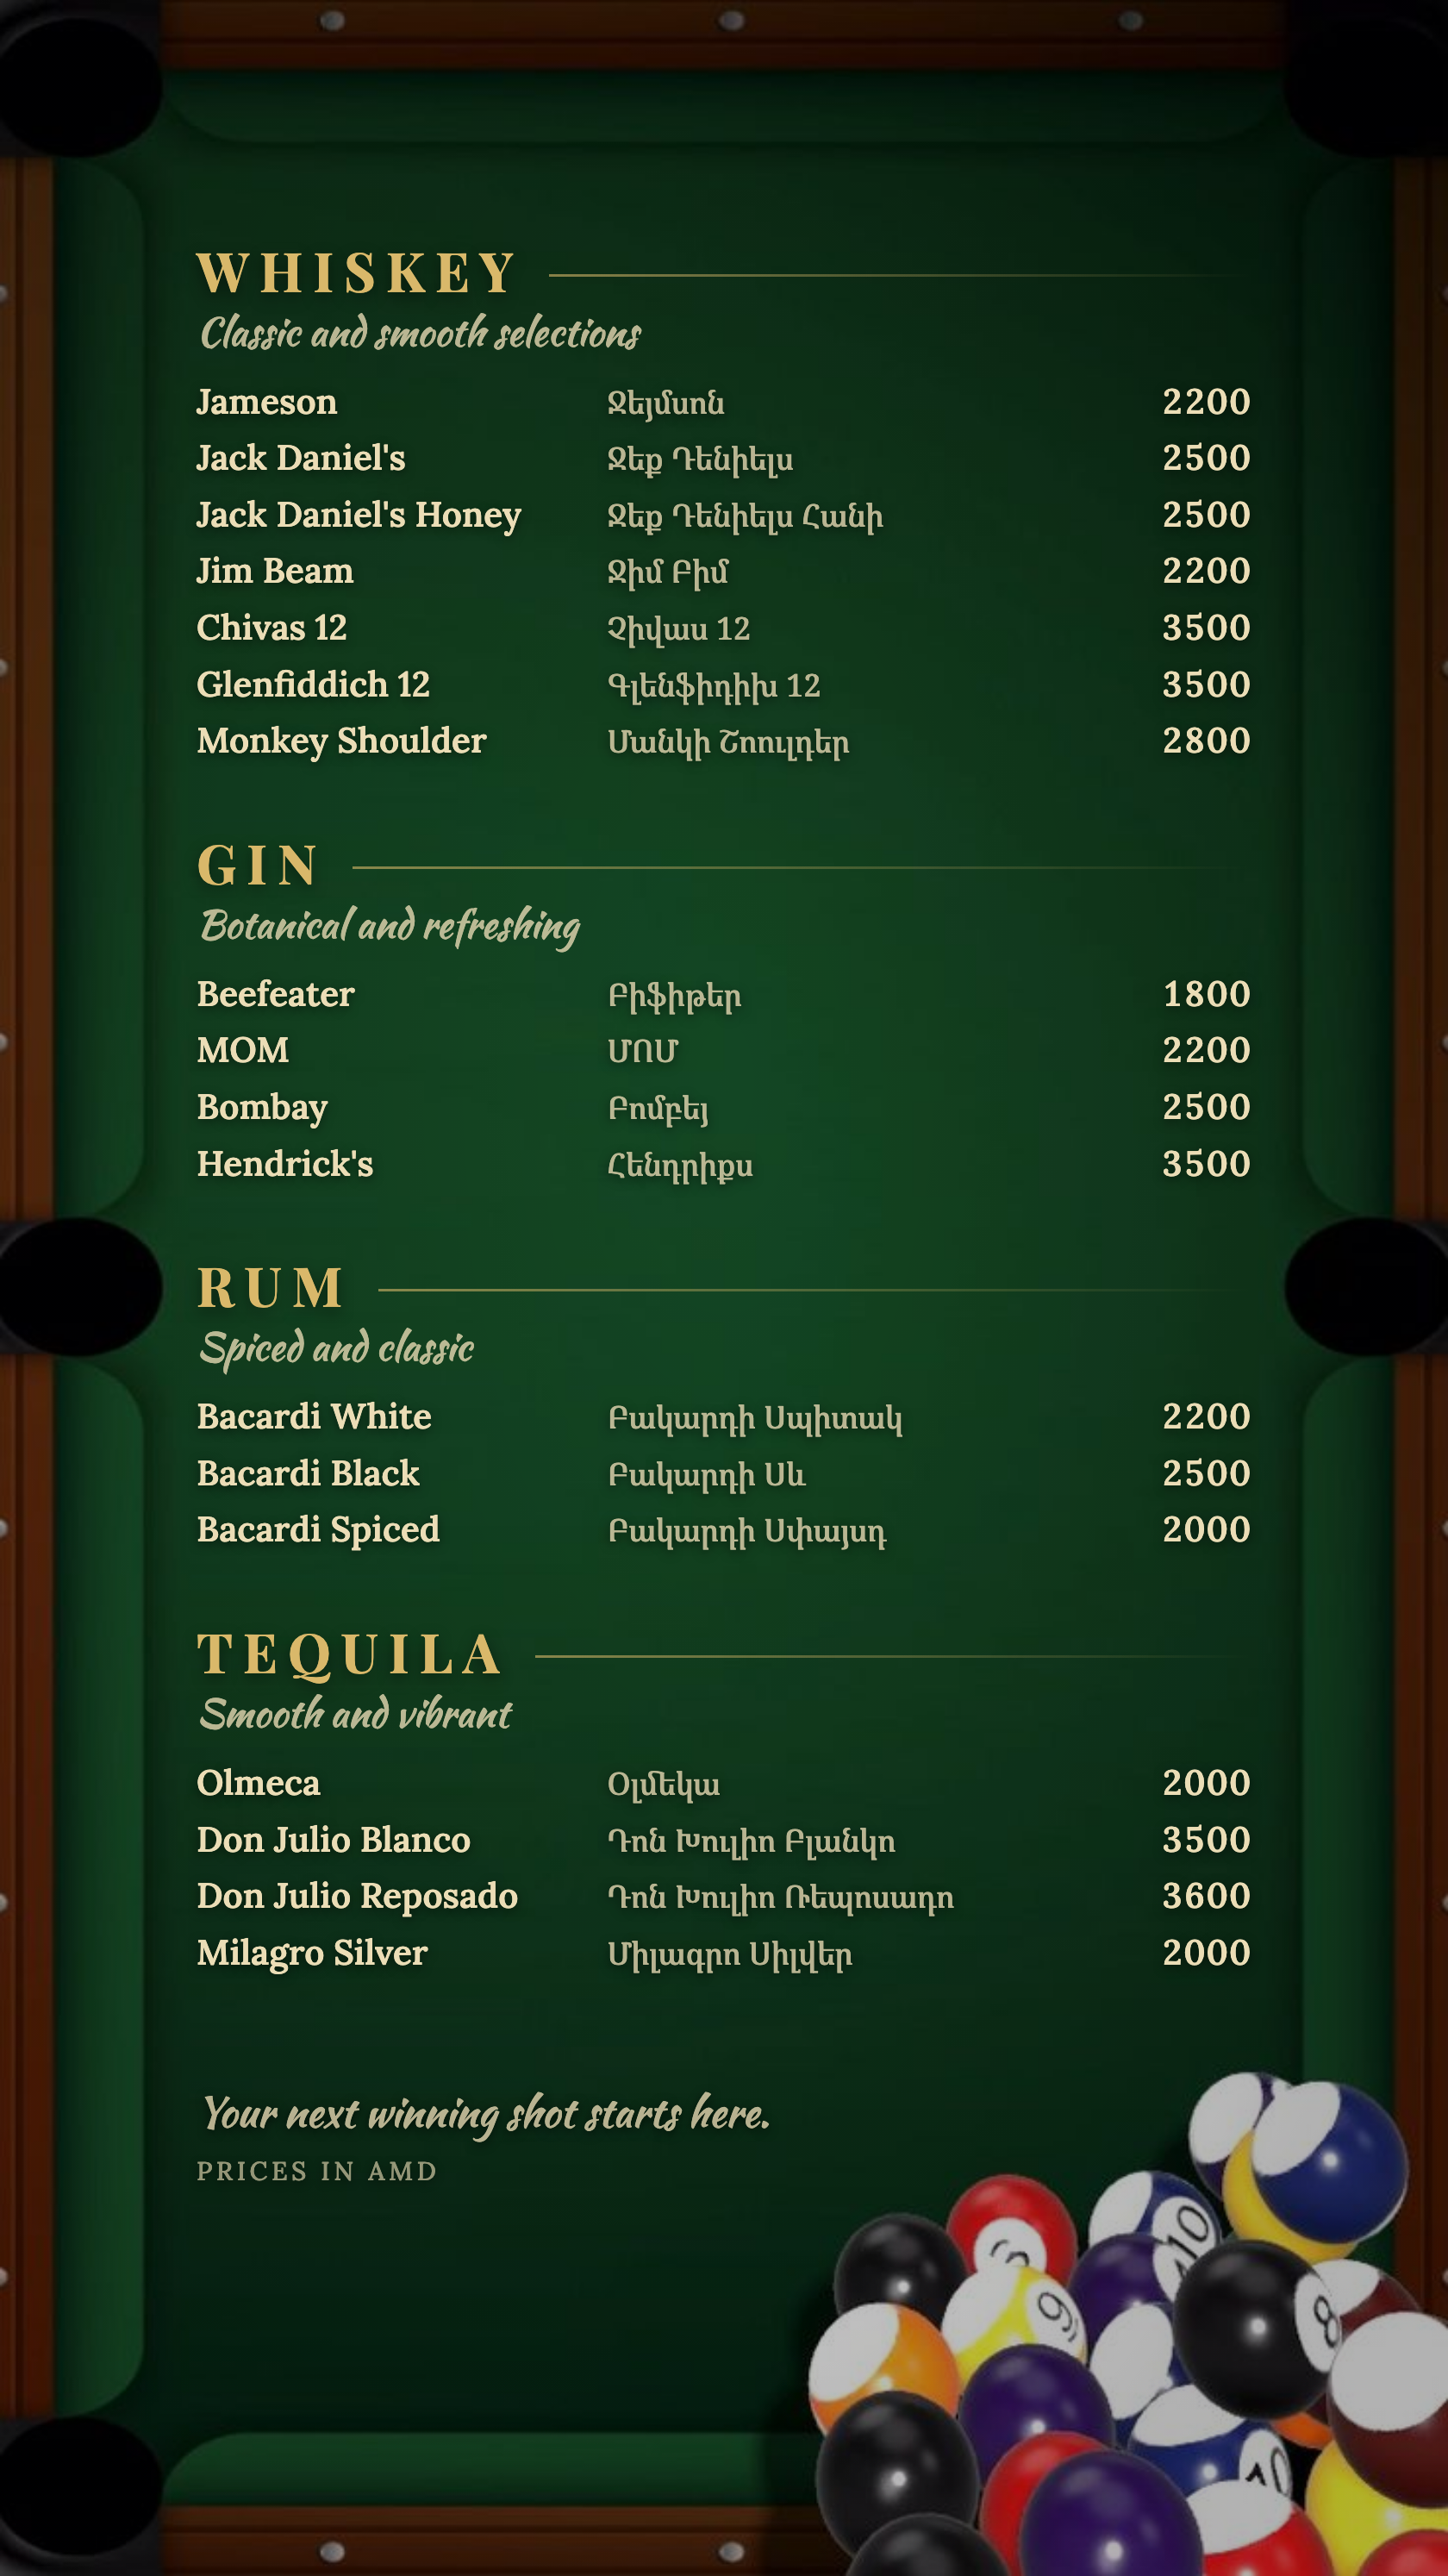 WHISKEY
Classic and smooth selections
Jameson Ջեյմսոն 2200
Jack Daniel's Ջեք Դենիելս 2500
Jack Daniel's Honey Ջեք Դենիելս Հանի 2500
Jim Beam Ջիմ Բիմ 2200
Chivas 12 Չիվաս 12 3500
Glenfiddich 12 Գլենֆիդիխ 12 3500
Monkey Shoulder Մանկի Շոուլդեր 2800
GIN
Botanical and refreshing
Beefeater Բիֆիթեր 1800
MOM ՄՈՄ 2200
Bombay Բոմբեյ 2500
Hendrick's Հենդրիքս 3500
RUM
Spiced and classic
Bacardi White Բակարդի Սպիտակ 2200
Bacardi Black Բակարդի Սև 2500
Bacardi Spiced Բակարդի Սփայսդ 2000
TEQUILA
Smooth and vibrant
Olmeca Օլմեկա 2000
Don Julio Blanco Դոն Խուլիո Բլանկո 3500
Don Julio Reposado Դոն Խուլիո Ռեպոսադո 3600
Milagro Silver Միլագրո Սիլվեր 2000
Your next winning shot starts here.
PRICES IN AMD
10
9
8
10